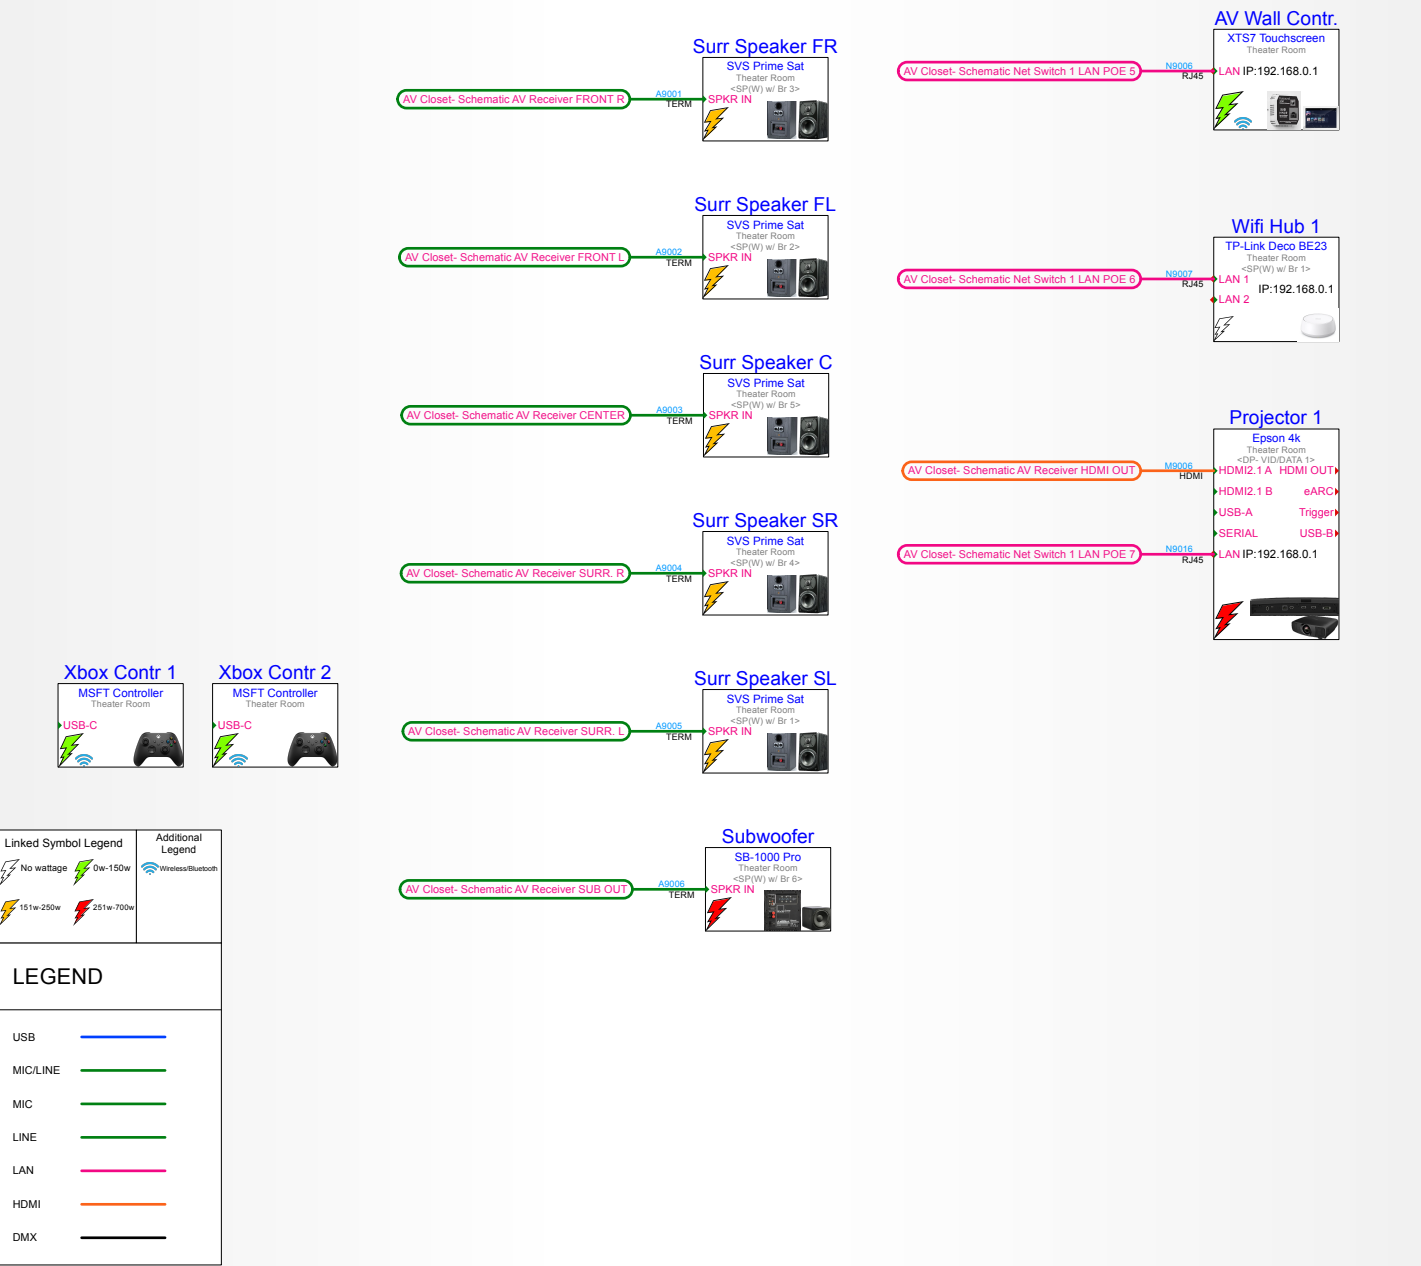 Surr Speaker FR
SVS Prime Sat
Theater Room
<SP(W) w/ Br 3>
AV Closet- Schematic AV Receiver FRONT R
A9001
TERM
SPKR IN
Surr Speaker FL
SVS Prime Sat
Theater Room
<SP(W) w/ Br 2>
AV Closet- Schematic AV Receiver FRONT L
A9002
TERM
SPKR IN
Surr Speaker C
SVS Prime Sat
Theater Room
<SP(W) w/ Br 5>
AV Closet- Schematic AV Receiver CENTER
A9003
TERM
SPKR IN
Surr Speaker SR
SVS Prime Sat
Theater Room
<SP(W) w/ Br 4>
AV Closet- Schematic AV Receiver SURR. R
A9004
TERM
SPKR IN
Surr Speaker SL
SVS Prime Sat
Theater Room
<SP(W) w/ Br 1>
AV Closet- Schematic AV Receiver SURR. L
A9005
TERM
SPKR IN
Subwoofer
SB-1000 Pro
Theater Room
<SP(W) w/ Br 6>
AV Closet- Schematic AV Receiver SUB OUT
A9006
TERM
SPKR IN
AV Wall Contr.
XTS7 Touchscreen
Theater Room
AV Closet- Schematic Net Switch 1 LAN POE 5
N9006
RJ45
LAN IP:192.168.0.1
Wifi Hub 1
TP-Link Deco BE23
Theater Room
<SP(W) w/ Br 1>
AV Closet- Schematic Net Switch 1 LAN POE 6
N9007
RJ45
LAN 1
IP:192.168.0.1
LAN 2
Projector 1
Epson 4k
Theater Room
<DP- VID/DATA 1>
AV Closet- Schematic AV Receiver HDMI OUT
M9006
HDMI
HDMI2.1 A HDMI OUT
HDMI2.1 B eARC
USB-A Trigger
SERIAL USB-B
AV Closet- Schematic Net Switch 1 LAN POE 7
N9016
RJ45
LAN IP:192.168.0.1
Xbox Contr 1
MSFT Controller
Theater Room
USB-C
Xbox Contr 2
MSFT Controller
Theater Room
USB-C
Linked Symbol Legend
No wattage
0w-150w
151w-250w
251w-700w
Additional
Legend
Wireless/Bluetooth
LEGEND
USB
MIC/LINE
MIC
LINE
LAN
HDMI
DMX